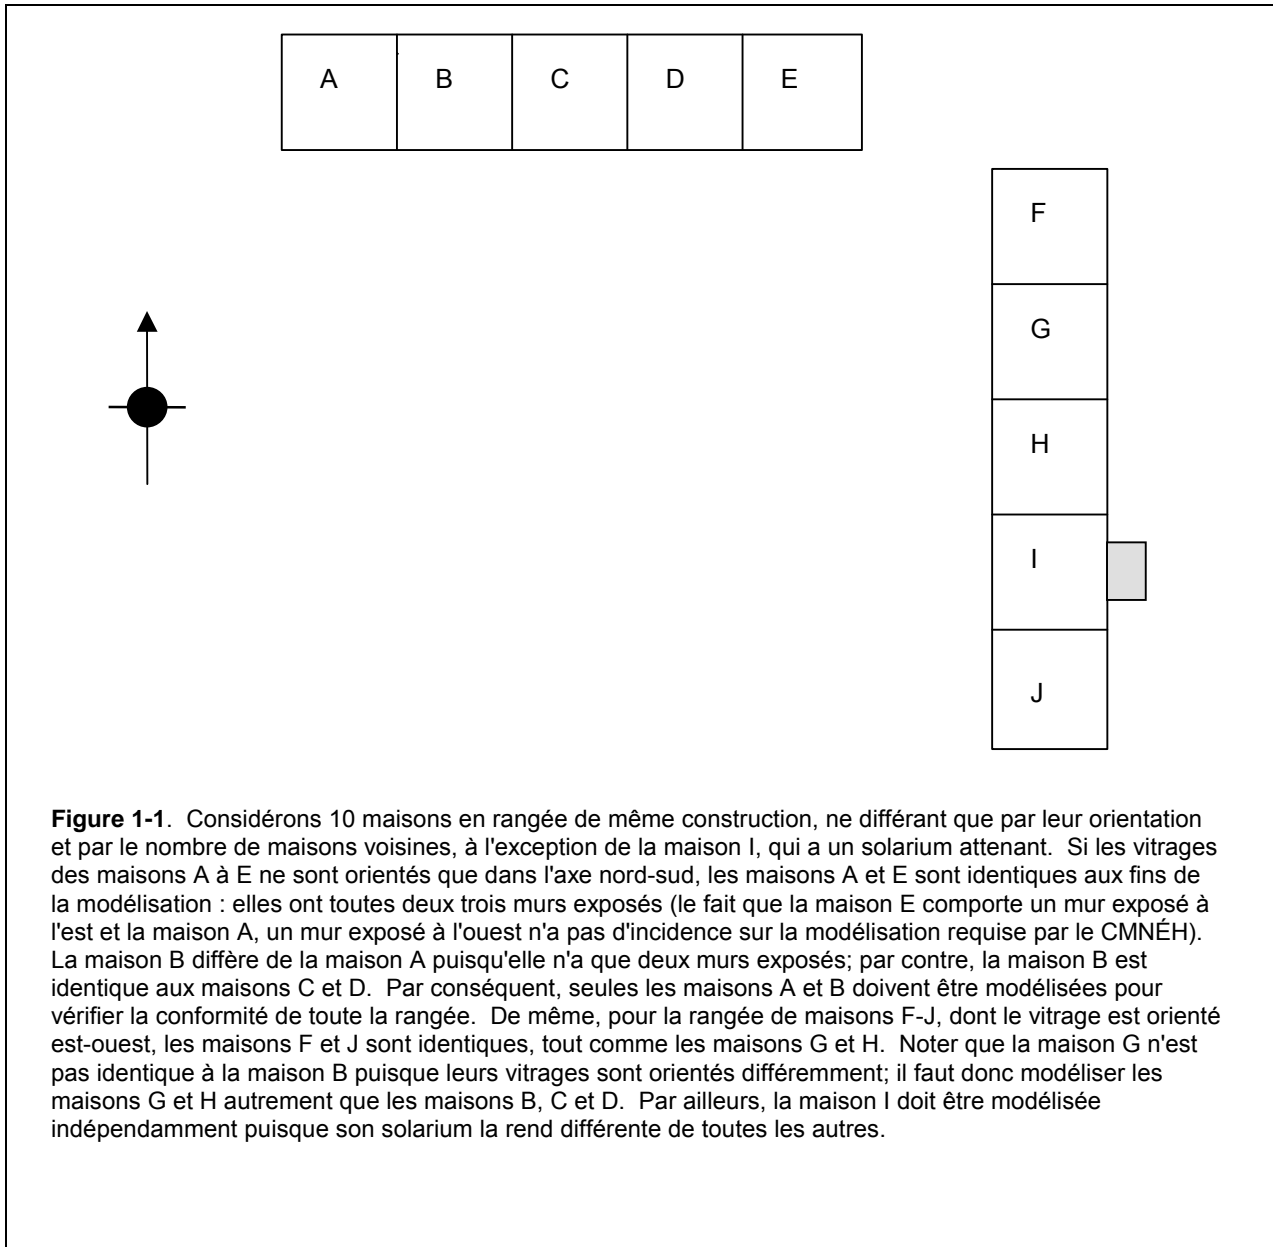 A B C D E
F
G
H
I
J
Figure 1-1. Considérons 10 maisons en rangée de même construction, ne différant que par leur orientation
et par le nombre de maisons voisines, à l'exception de la maison I, qui a un solarium attenant. Si les vitrages
des maisons A à E ne sont orientés que dans l'axe nord-sud, les maisons A et E sont identiques aux fins de
la modélisation : elles ont toutes deux trois murs exposés (le fait que la maison E comporte un mur exposé à
l'est et la maison A, un mur exposé à l'ouest n'a pas d'incidence sur la modélisation requise par le CMNÉH).
La maison B diffère de la maison A puisqu'elle n'a que deux murs exposés; par contre, la maison B est
identique aux maisons C et D. Par conséquent, seules les maisons A et B doivent être modélisées pour
vérifier la conformité de toute la rangée. De même, pour la rangée de maisons F-J, dont le vitrage est orienté
est-ouest, les maisons F et J sont identiques, tout comme les maisons G et H. Noter que la maison G n'est
pas identique à la maison B puisque leurs vitrages sont orientés différemment; il faut donc modéliser les
maisons G et H autrement que les maisons B, C et D. Par ailleurs, la maison I doit être modélisée
indépendamment puisque son solarium la rend différente de toutes les autres.